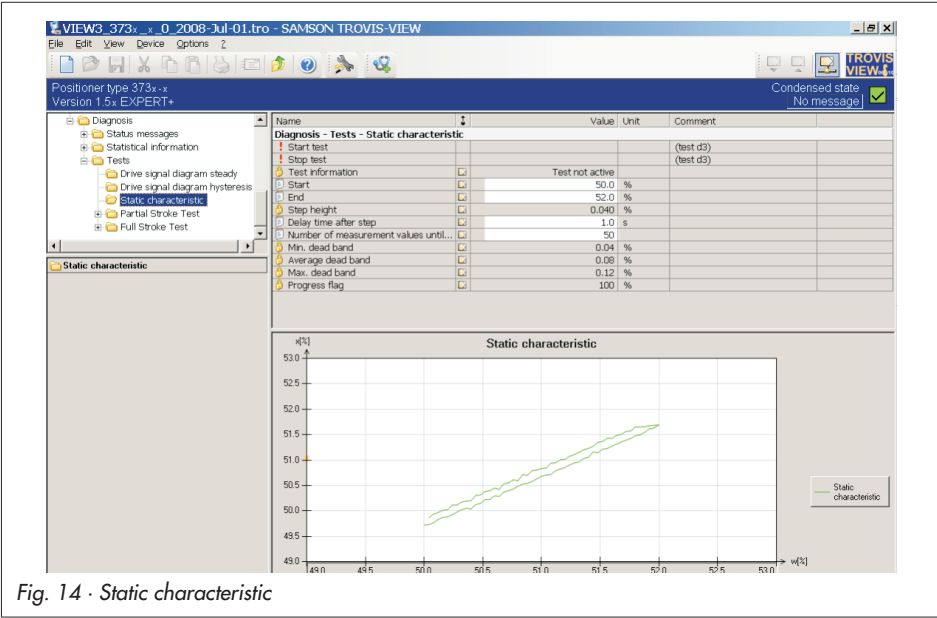 VIEW3_373x_x_0_2008-Jul-01.tro - SAMSON TROVIS-VIEW
File Edit View Device Options ?
TROVIS
VIEW
Positioner type 373x-x
Version 1.5x EXPERT+
Condensed state
No message
Diagnosis
Status messages
Statistical information
Tests
Drive signal diagram steady
Drive signal diagram hysteresis
Static characteristic
Partial Stroke Test
Full Stroke Test
Static characteristic
Name Value Unit Comment
Diagnosis - Tests - Static characteristic
! Start test (test d3)
! Stop test (test d3)
Test information Test not active
Start 50.0 %
End 52.0 %
Step height 0.040 %
Delay time after step 1.0 s
Number of measurement values until... 50
Min. dead band 0.04 %
Average dead band 0.08 %
Max. dead band 0.12 %
Progress flag 100 %
Static characteristic
x[%]
53.0
52.5
52.0
51.5
51.0
50.5
50.0
49.5
49.0
49.0 49.5 50.0 50.5 51.0 51.5 52.0 52.5 53.0
w[%]
Static
characteristic
Fig. 14 · Static characteristic